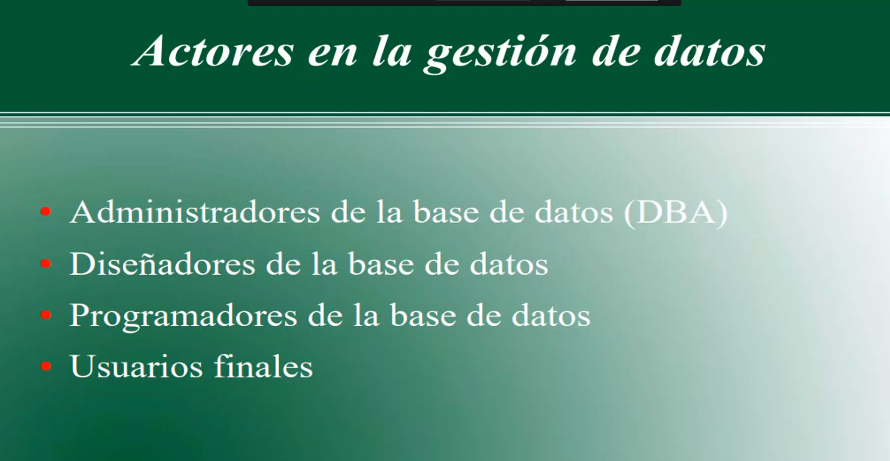 Actores en la gestión de datos
• Administradores de la base de datos (DBA)
• Diseñadores de la base de datos
• Programadores de la base de datos
• Usuarios finales